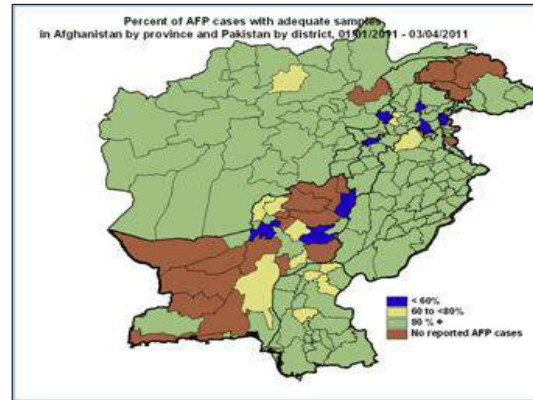 Percent of AFP cases with adequate samples
in Afghanistan by province and Pakistan by district, 01/01/2011 - 03/04/2011
< 60%
60 to <80%
80 % +
No reported AFP cases